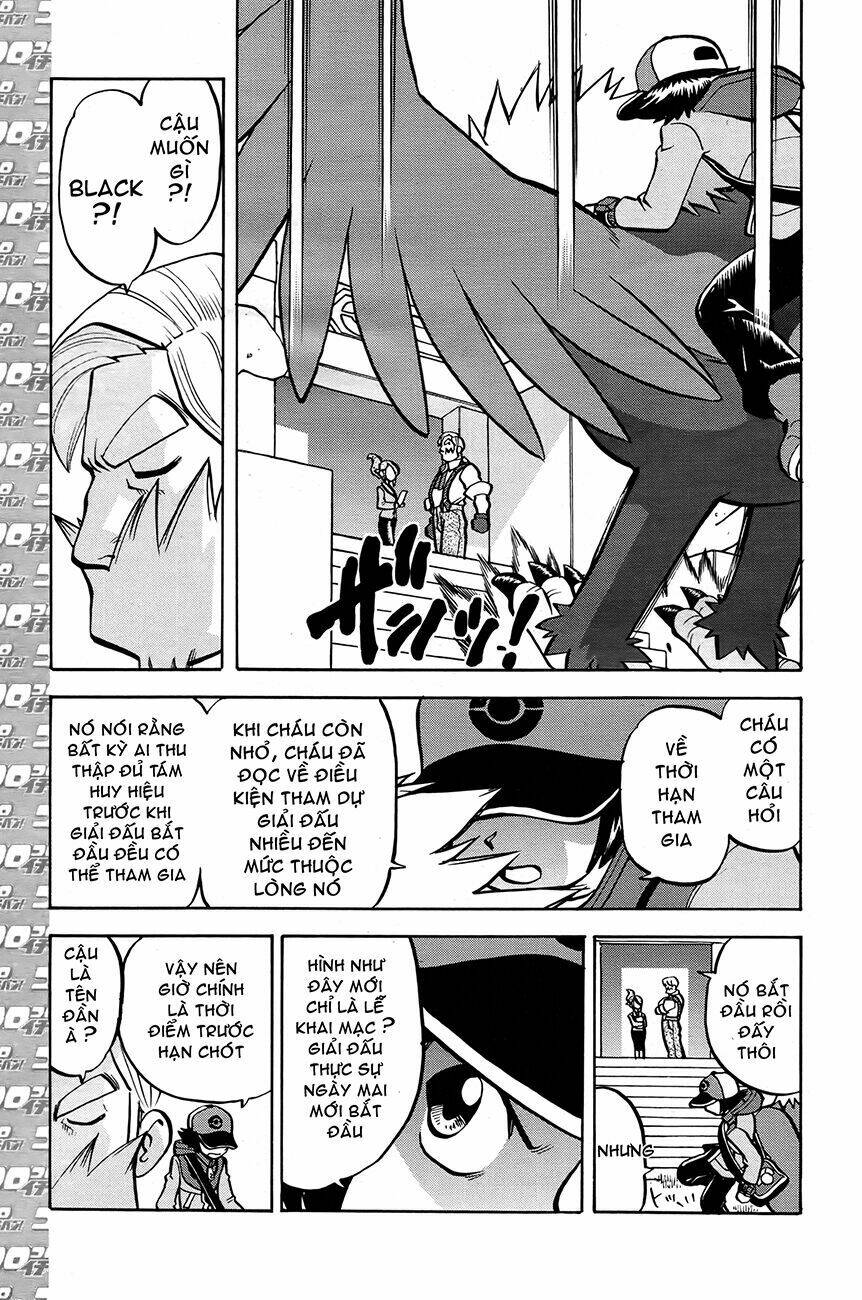 ザザッ!
CẬU
MUỐN
GÌ
?!
BLACK
?!
CHÁU
CÓ
MỘT
CÂU
HỎI
VỀ
THỜI
HẠN
THAM
GIA
KHI CHÁU CÒN
NHỎ, CHÁU ĐÃ
ĐỌC VỀ ĐIỀU
KIỆN THAM DỰ
GIẢI ĐẤU
NHIỀU ĐẾN
MỨC THUỘC
LÒNG NÓ
NÓ NÓI RẰNG
BẤT KỲ AI THU
THẬP ĐỦ TÁM
HUY HIỆU
TRƯỚC KHI
GIẢI ĐẤU BẮT
ĐẦU ĐỀU CÓ
THỂ THAM GIA
NÓ BẮT
ĐẦU RỒI
ĐẤY
THÔI
NHƯNG
HÌNH NHƯ
ĐÂY MỚI
CHỈ LÀ LỄ
KHAI MẠC ?
GIẢI ĐẤU
THỰC SỰ
NGÀY MAI
MỚI BẮT
ĐẦU
VẬY NÊN
GIỜ CHÍNH
LÀ THỜI
ĐIỂM TRƯỚC
HẠN CHÓT
CẬU
LÀ TÊN
ĐẦN
À ?